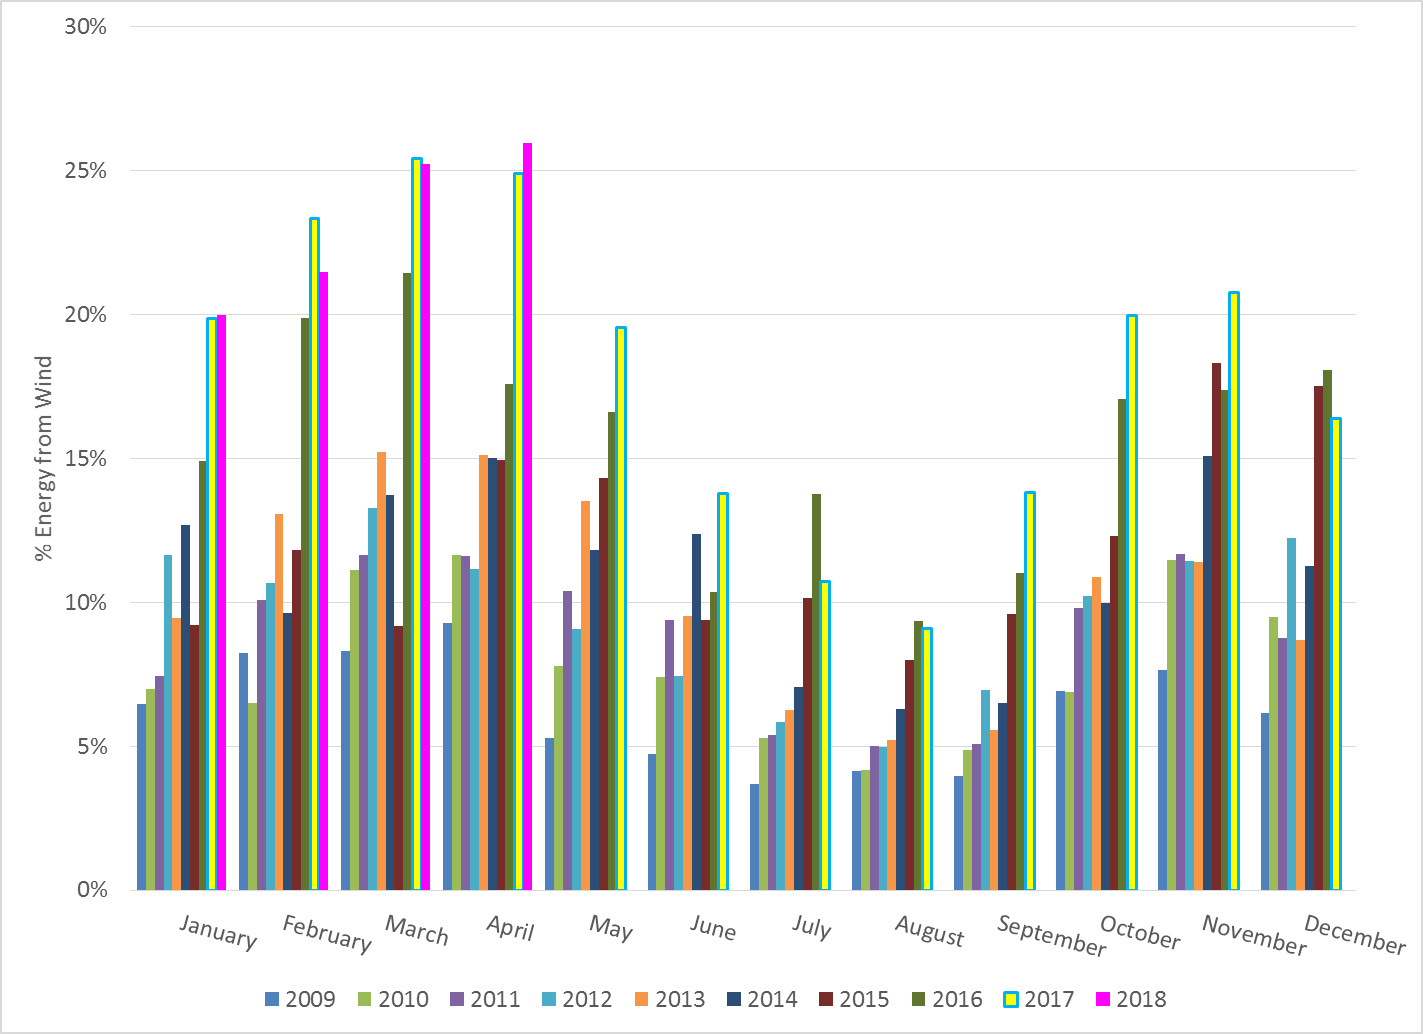 30%
25%
20%
15%
10%
5%
0%
% Energy from Wind
January February March April May June July August September October November December
2009 2010 2011 2012 2013 2014 2015 2016 2017 2018